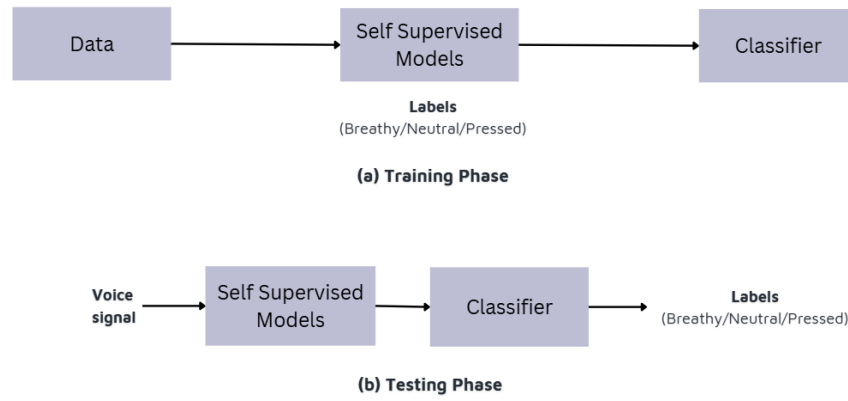 Data
Self Supervised
Models
Classifier
Labels
(Breathy/Neutral/Pressed)
(a) Training Phase
Voice
signal
Self Supervised
Models
Classifier
Labels
(Breathy/Neutral/Pressed)
(b) Testing Phase